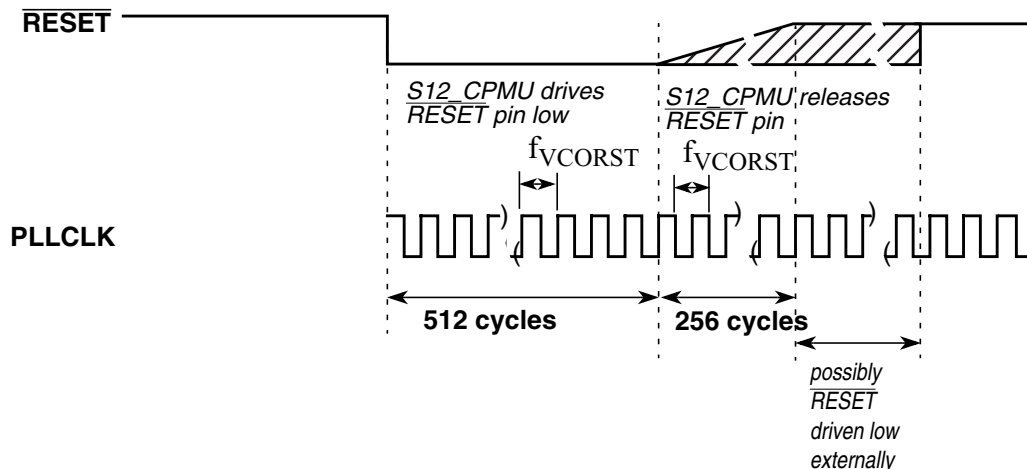 RESET
S12_CPMU drives
RESET pin low
S12_CPMU releases
RESET pin
fVCORST
fVCORST
PLLCLK
512 cycles
256 cycles
possibly
RESET
driven low
externally